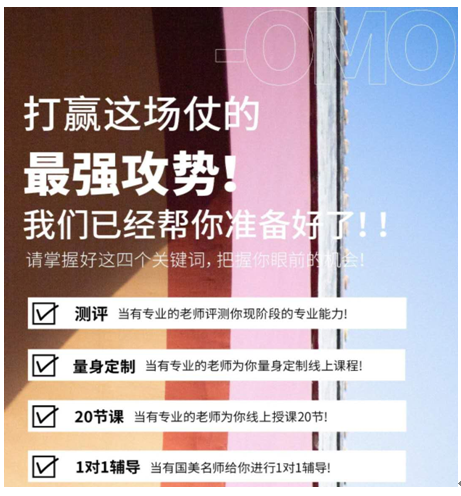 -OMO
打赢这场仗的
最强攻势！
我们已经帮你准备好了！！
请掌握好这四个关键词，把握你眼前的机会！
测评 当有专业的老师评测你现阶段的专业能力！
量身定制 当有专业的老师为你量身定制线上课程！
20节课 当有专业的老师为你线上授课20节！
1对1辅导 当有国美名师给你进行1对1辅导！